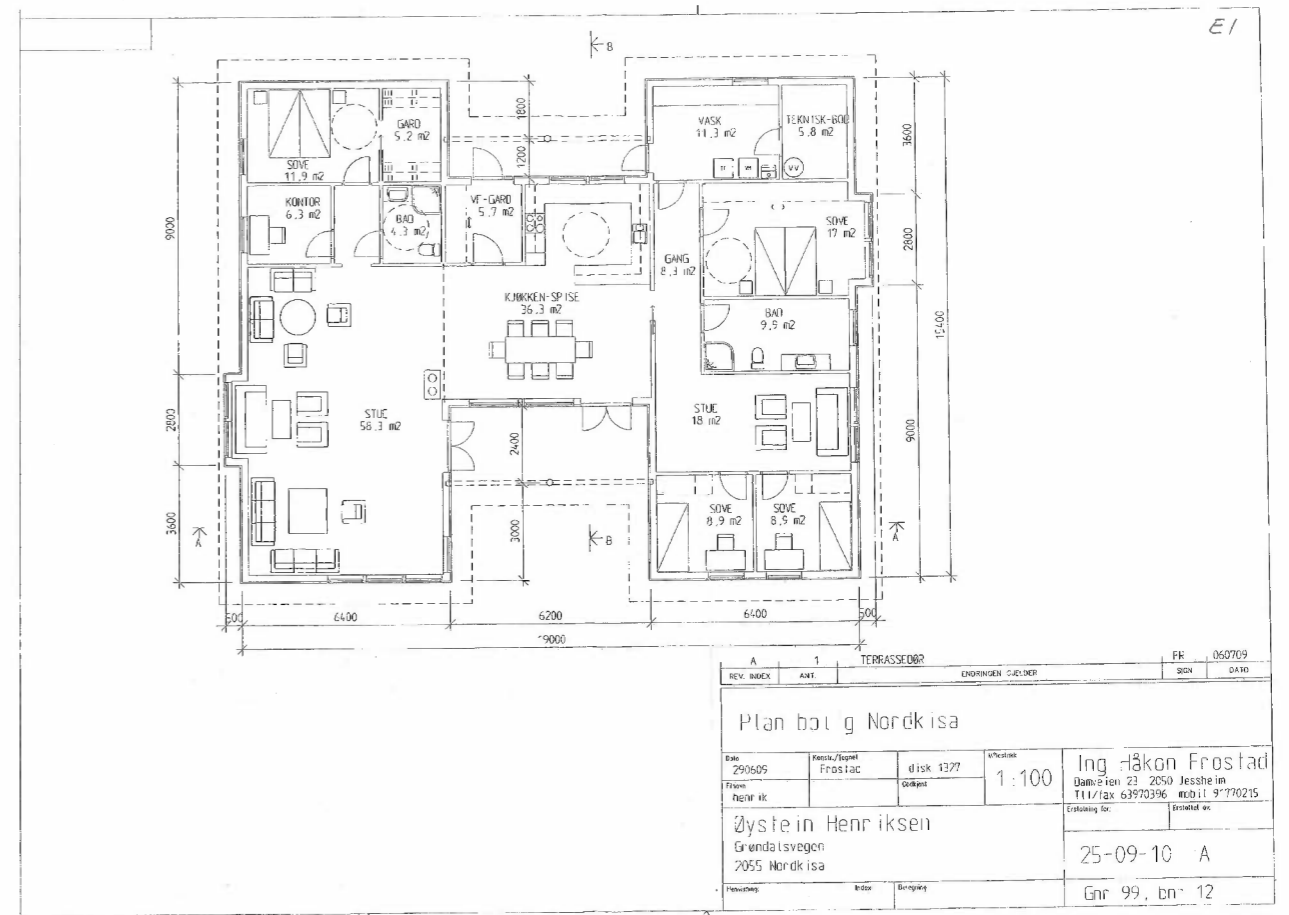 E1
B
1800
GARD
5.2 m2
VASK
11.3 m2
TEKNISK-BOD
5.8 m2
3600
1200
SOVE
11.9 m2
VV
KONTOR
6.3 m2
BAD
4.3 m2
VF-GARD
5.7 m2
SOVE
17 m2
9000
2800
GANG
8.3 m2
KJØKKEN-SPISE
36.3 m2
BAD
9.9 m2
STUE
58.3 m2
STUE
18 m2
2800
2400
9000
SOVE
8.9 m2
SOVE
8.9 m2
3600
A
3000
B
A
500
6400
6200
6400
500
A 1 TERRASSEDØR 060709
REV. INDEX ANT. ENDRINGEN GJELDER SIGN DATO
Plan bolig Nordkisa
Dato
290609
Konstr./Tegnet
Frostad
disk 1327
Målestokk
1:100
Filnavn
henrik
Godkjent
Ing Håkon Frostad
Damveien 23 2050 Jessheim
Tlf/fax 63970396 mobil 91770215
Erstatning for:
Erstattet av:
Øystein Henriksen
Grøndalsvegen
2055 Nordkisa
25-09-10 A
Henvisning:
Index
Beregning
Gnr 99, bnr 12